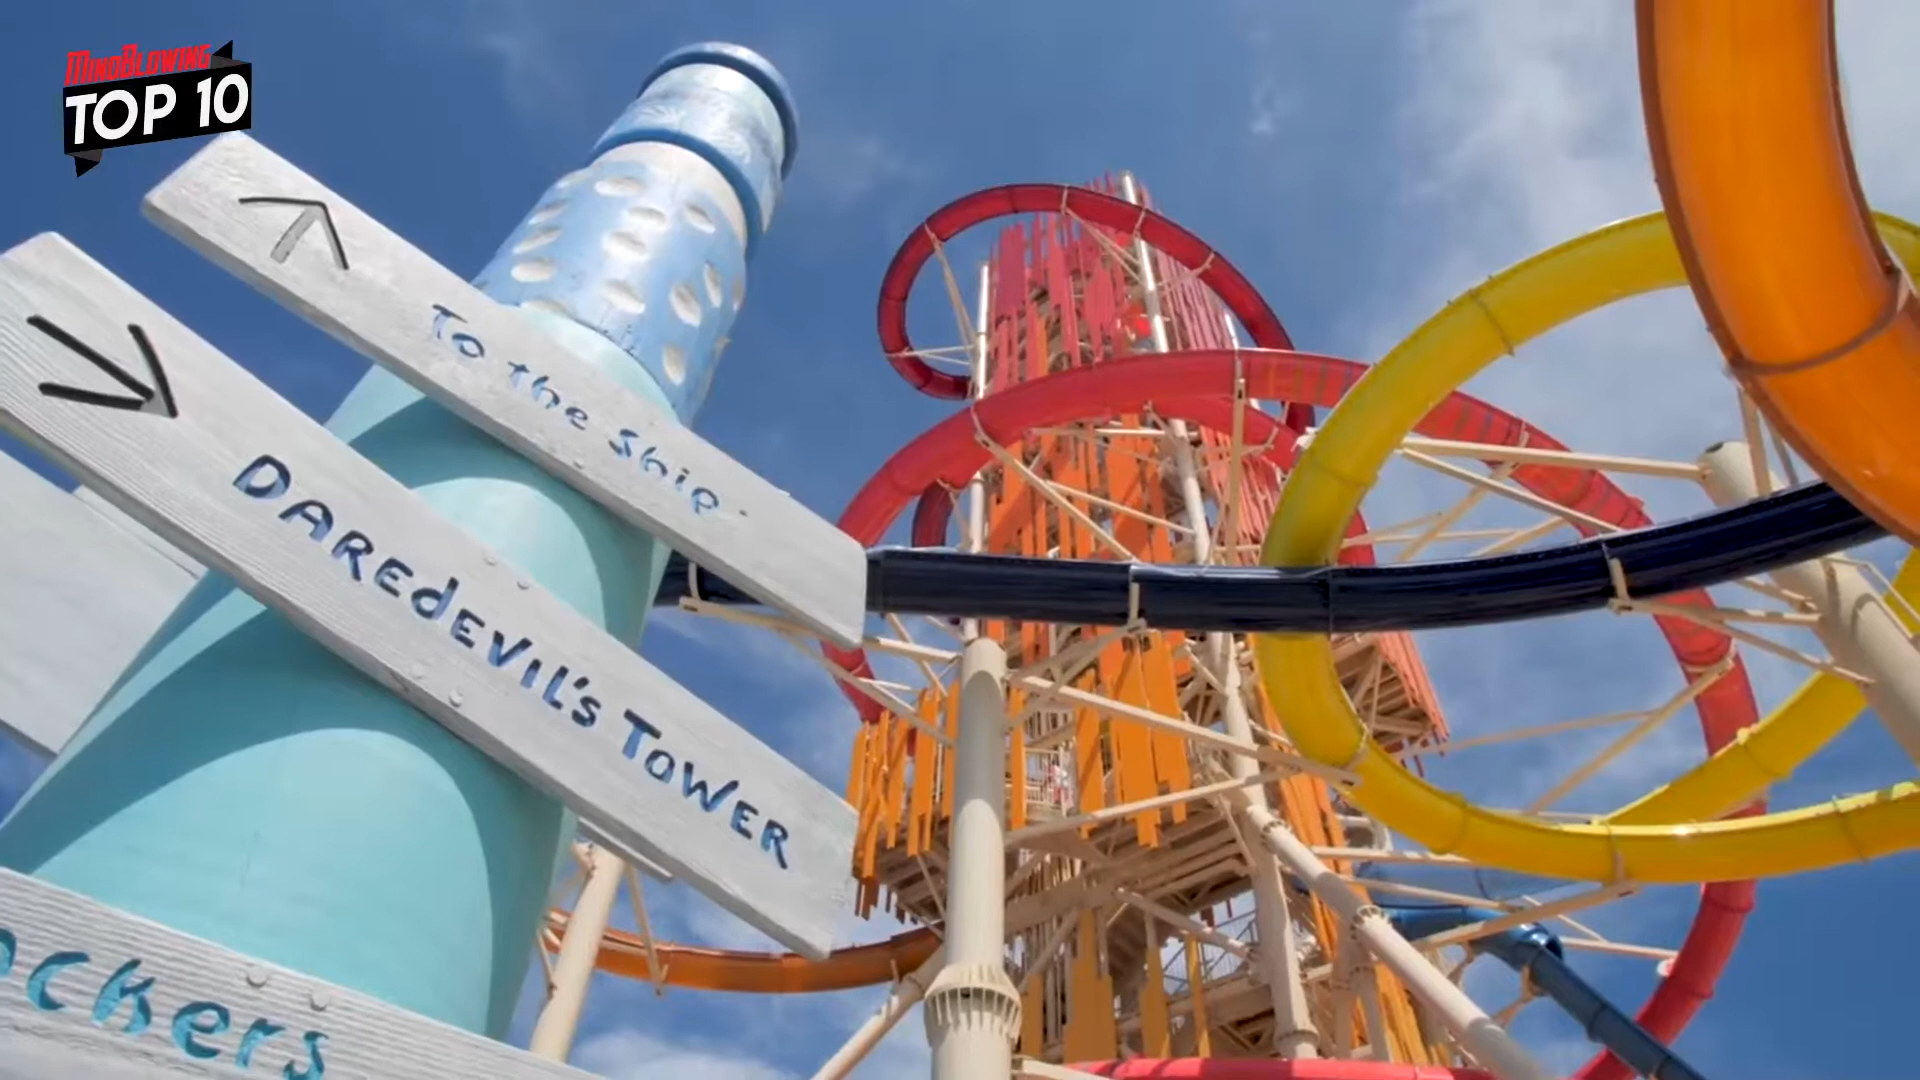 MINDBLOWING
TOP 10
To the Ship
DAREdEVIL'S TOWER
ckers